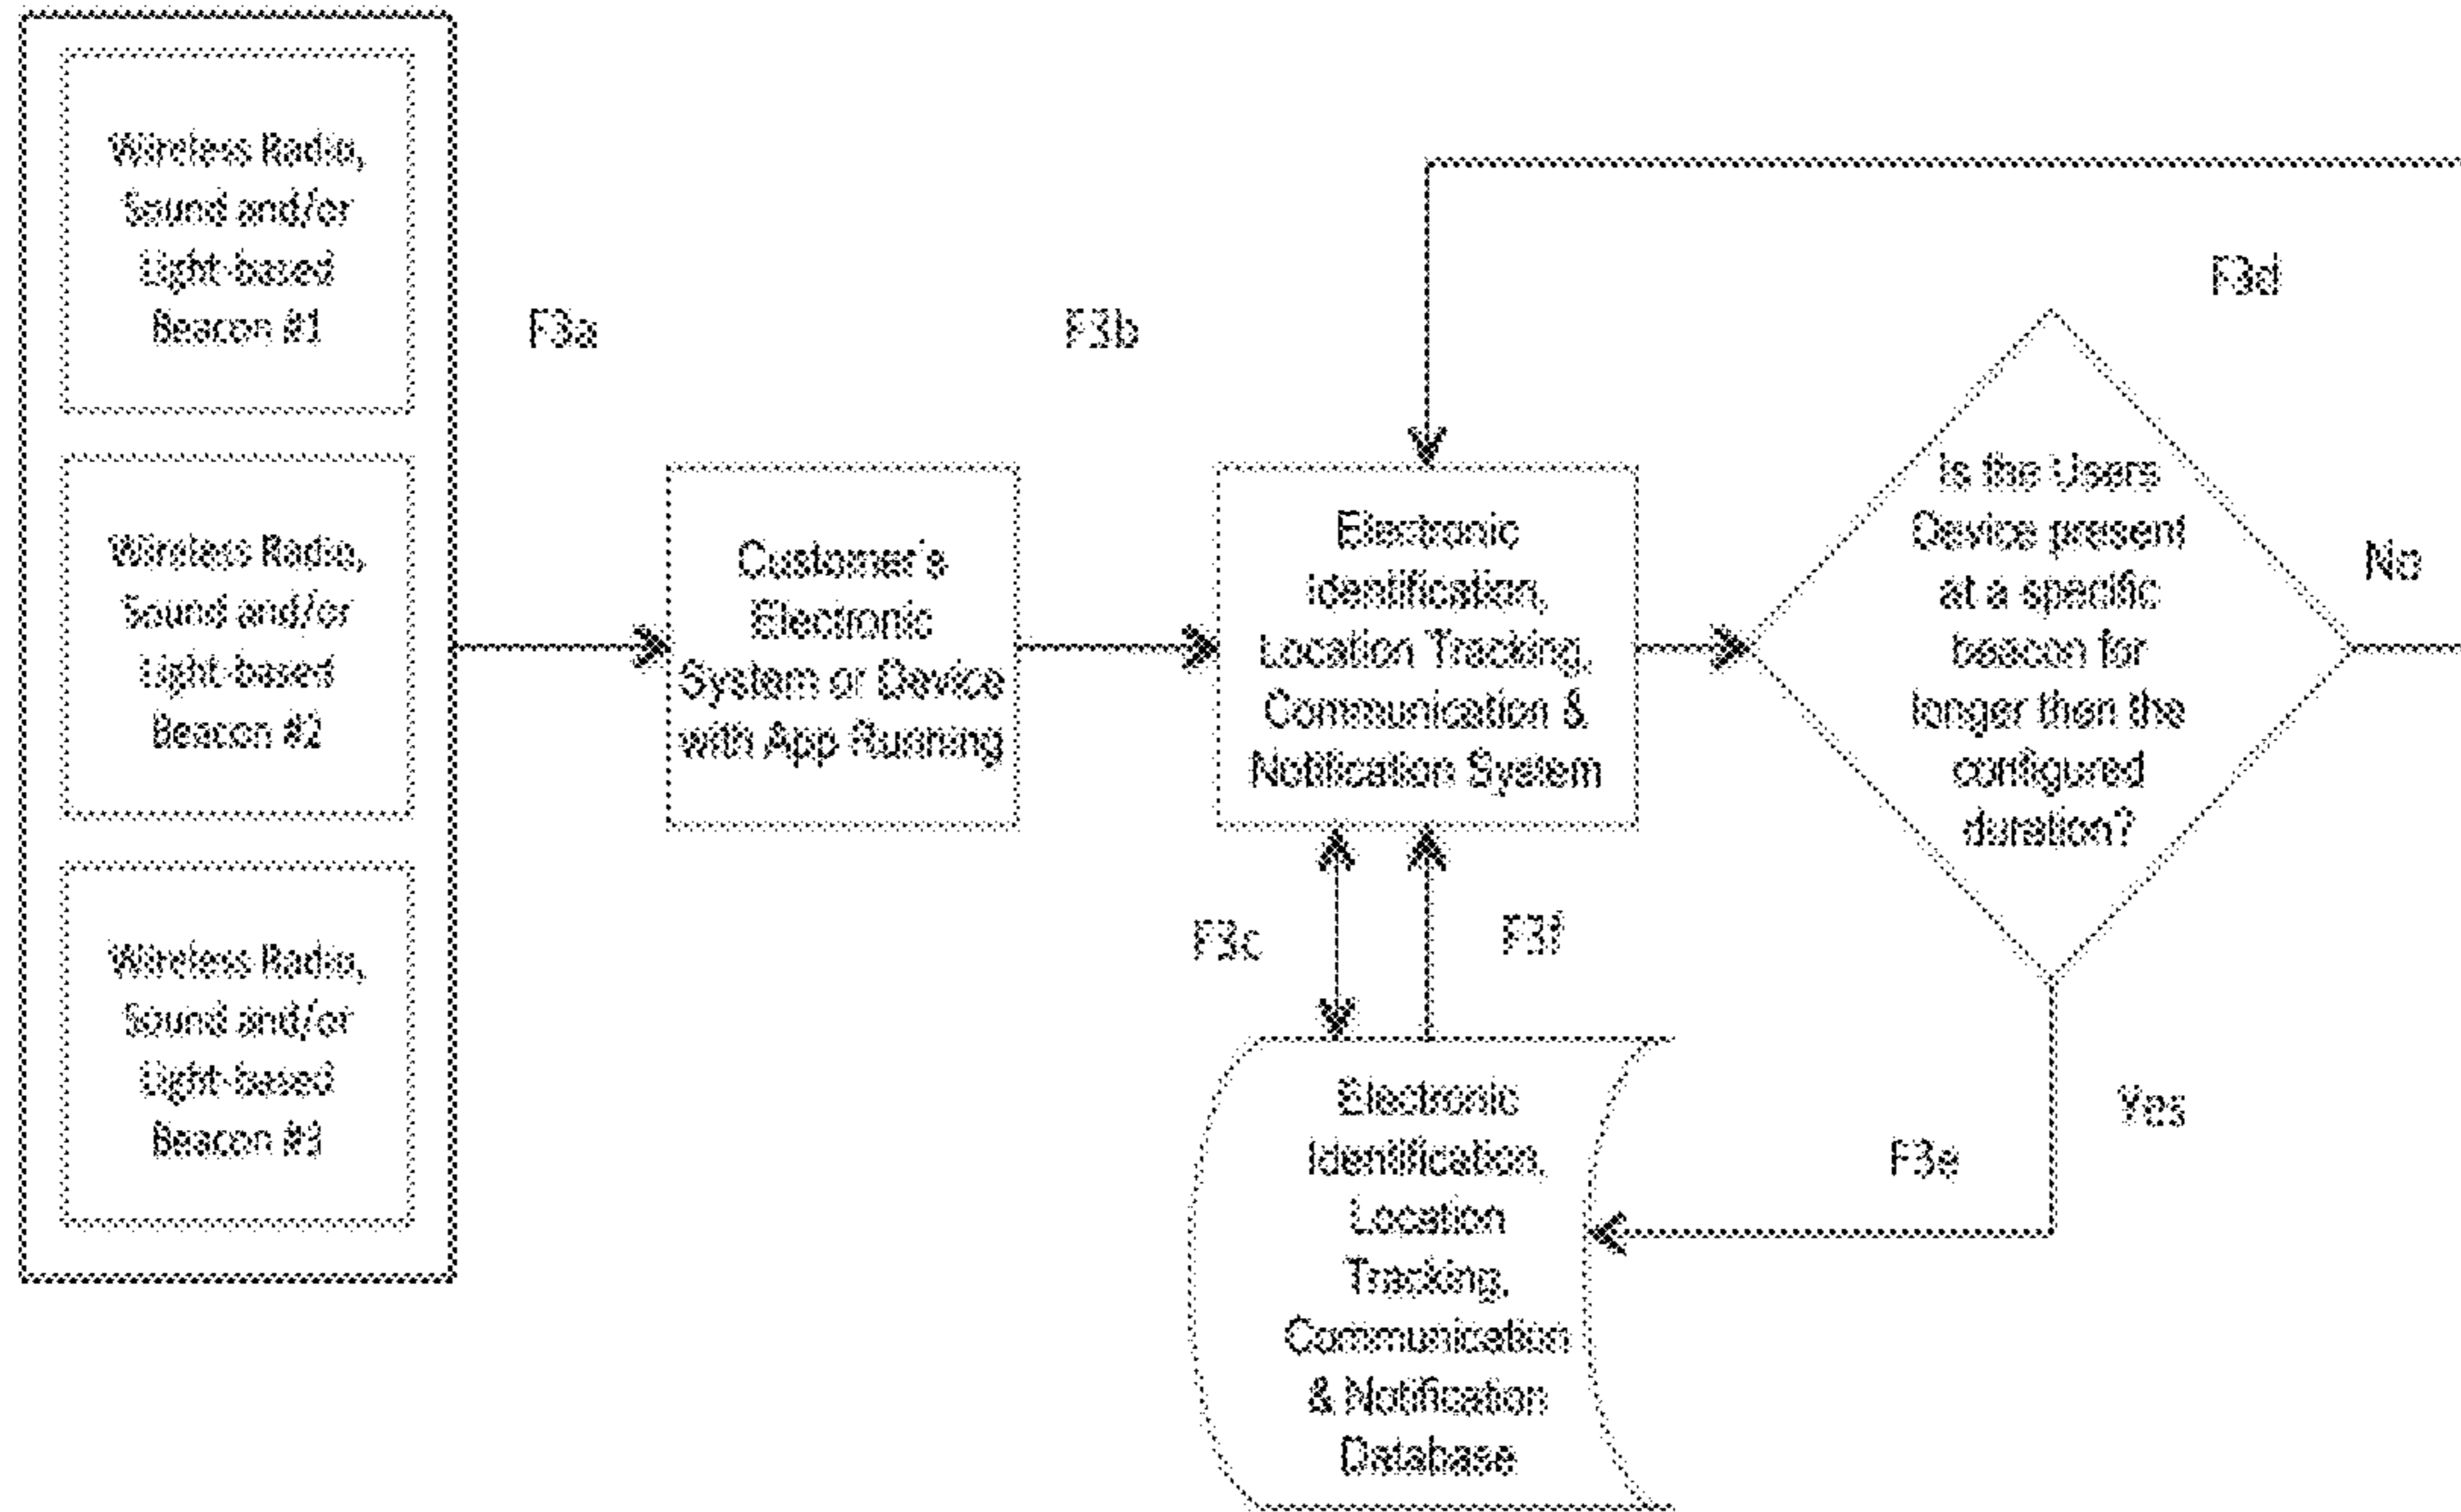 Wireless Radio,
Sound and/or
Light-based
Beacon #1
Wireless Radio,
Sound and/or
Light-based
Beacon #2
Wireless Radio,
Sound and/or
Light-based
Beacon #3
F3a
Customer's
Electronic
System or Device
with App Running
F3b
Electronic
Identification,
Location Tracking,
Communication &
Notification System
F3c
F3f
Electronic
Identification,
Location
Tracking,
Communication
& Notification
Database
Is the Users
Device present
at a specific
beacon for
longer then the
configured
duration?
F3d
No
Yes
F3e